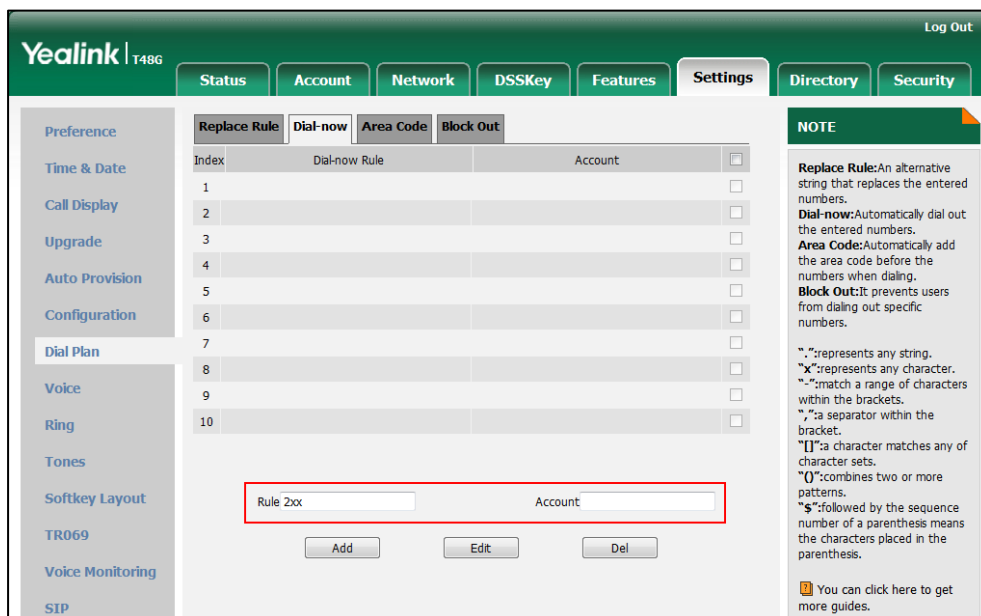 Log Out
Yealink | T48G
Status Account Network DSSKey Features Settings Directory Security
Preference
Time & Date
Call Display
Upgrade
Auto Provision
Configuration
Dial Plan
Voice
Ring
Tones
Softkey Layout
TR069
Voice Monitoring
SIP
Replace Rule Dial-now Area Code Block Out
Index Dial-now Rule Account
1
2
3
4
5
6
7
8
9
10
Rule 2xx Account
Add Edit Del
NOTE
Replace Rule:An alternative
string that replaces the entered
numbers.
Dial-now:Automatically dial out
the entered numbers.
Area Code:Automatically add
the area code before the
numbers when dialing.
Block Out:It prevents users
from dialing out specific
numbers.
".":represents any string.
"x":represents any character.
"-":match a range of characters
within the brackets.
",":a separator within the
bracket.
"[]":a character matches any of
character sets.
"()":combines two or more
patterns.
"$":followed by the sequence
number of a parenthesis means
the characters placed in the
parenthesis.
You can click here to get
more guides.